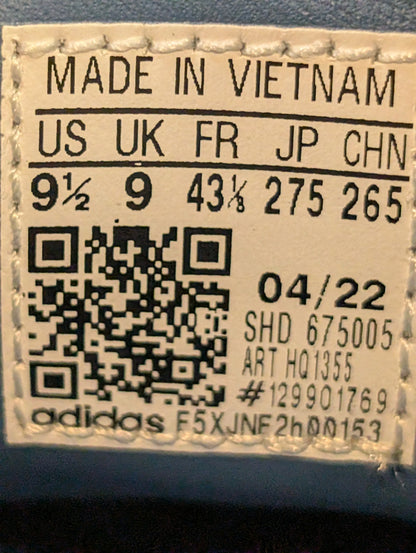 MADE IN VIETNAM
US UK FR JP CHN
9½ 9 43⅓ 275 265
04/22
SHD 675005
ART HQ1355
#129901769
adidas F5XJNF2h00153